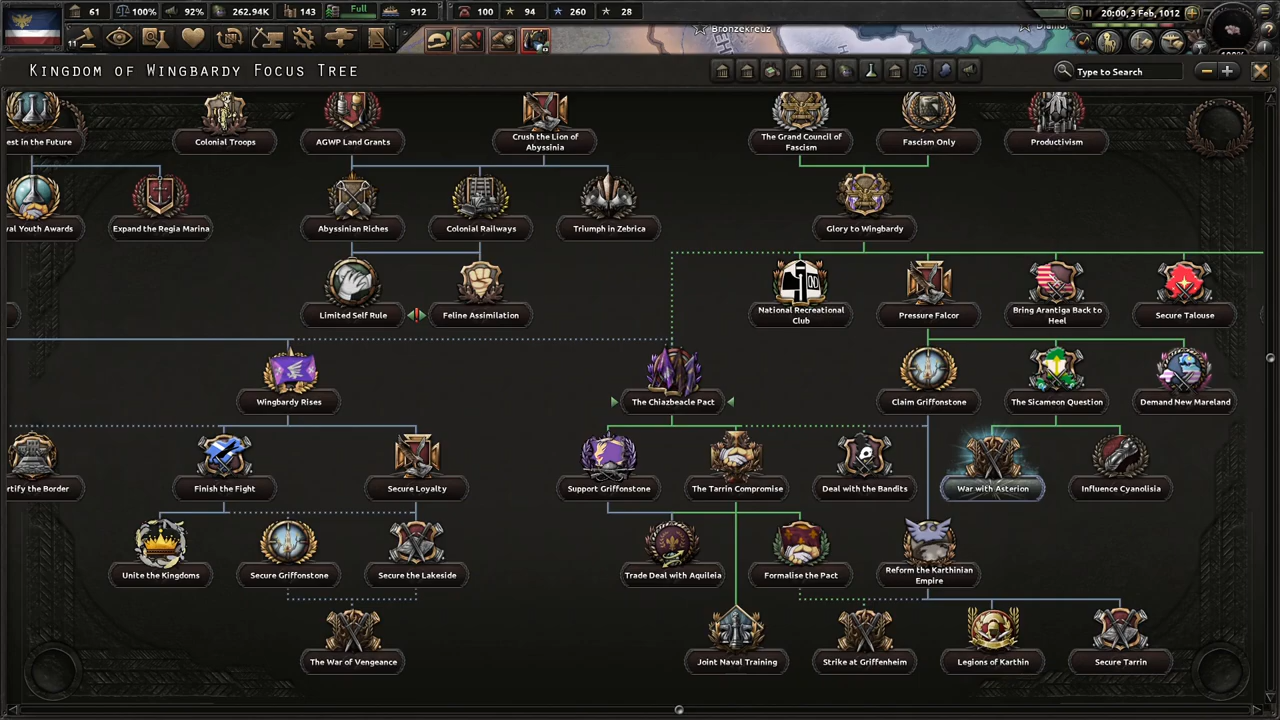 61
100%
92%
262.94K
143
Full
912
100
94
260
28
20:00, 3 Feb, 1012
11
Bronzekreuz
100%
Kingdom of Wingbardy Focus Tree
Type to Search
est in the Future
Colonial Troops
AGWP Land Grants
Crush the Lion of
Abyssinia
The Grand Council of
Fascism
Fascism Only
Productivism
val Youth Awards
Expand the Regia Marina
Abyssinian Riches
Colonial Railways
Triumph in Zebrica
Glory to Wingbardy
Limited Self Rule
Feline Assimilation
National Recreational
Club
Pressure Falcor
Bring Arantiga Back to
Heel
Secure Talouse
Wingbardy Rises
The Chiazbeacle Pact
Claim Griffonstone
The Sicameon Question
Demand New Mareland
rtify the Border
Finish the Fight
Secure Loyalty
Support Griffonstone
The Tarrin Compromise
Deal with the Bandits
War with Asterion
Influence Cyanolisia
Unite the Kingdoms
Secure Griffonstone
Secure the Lakeside
Trade Deal with Aquileia
Formalise the Pact
Reform the Karthinian
Empire
The War of Vengeance
Joint Naval Training
Strike at Griffenheim
Legions of Karthin
Secure Tarrin